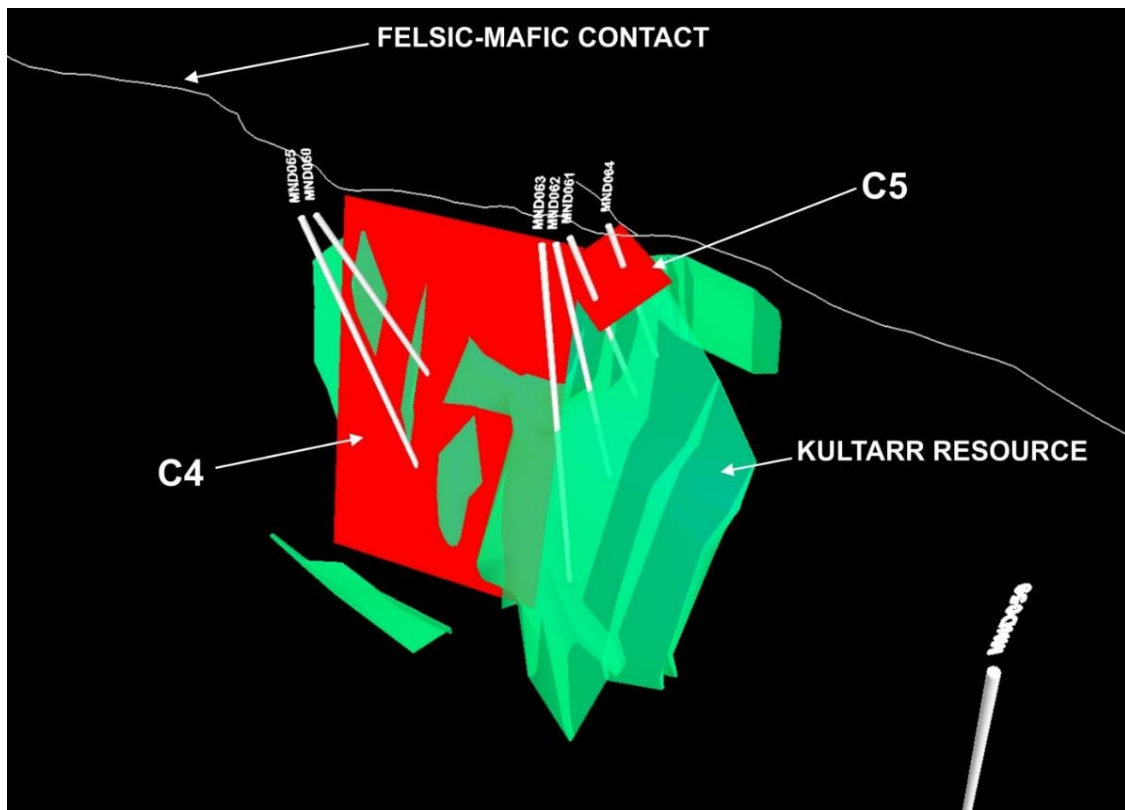 FELSIC-MAFIC CONTACT
MND065
MND060
MND063
MND062
MND061
MND064
C5
C4
KULTARR RESOURCE